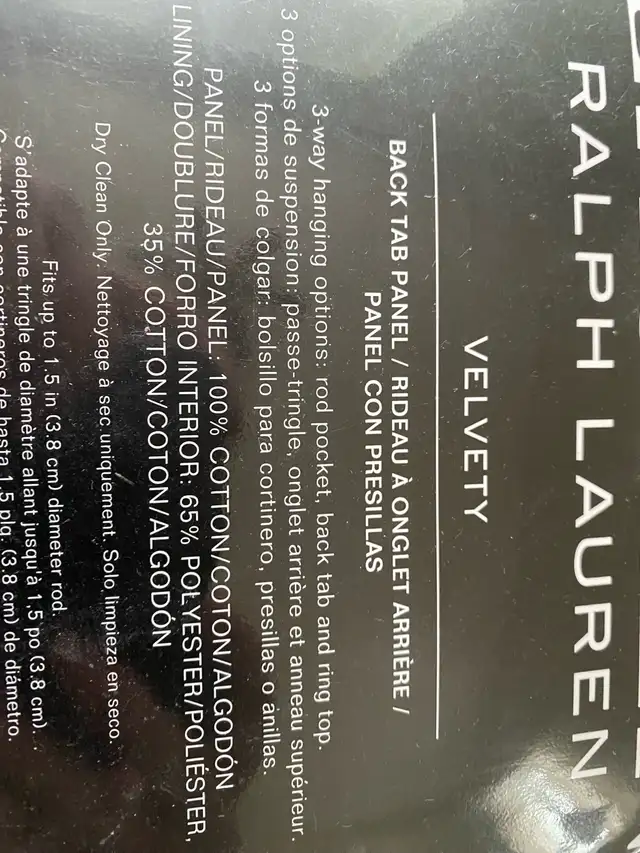 RALPH LAUREN
VELVETY
BACK TAB PANEL / RIDEAU À ONGLET ARRIÈRE /
PANEL CON PRESILLAS
3-way hanging options: rod pocket, back tab and ring top.
3 options de suspension: passe-tringle, onglet arrière et anneau supérieur.
3 formas de colgar: bolsillo para cortinero, presillas o anillas.
PANEL/RIDEAU/PANEL: 100% COTTON/COTON/ALGODÓN
LINING/DOUBLURE/FORRO INTERIOR: 65% POLYESTER/POLIÉSTER,
35% COTTON/COTON/ALGODÓN
Dry Clean Only. Nettoyage à sec uniquement. Solo limpieza en seco.
Fits up to 1.5 in (3.8 cm) diameter rod.
S'adapte à une tringle de diamètre allant jusqu'à 1.5 po (3.8 cm).
cortineros de hasta 1.5 plg. (3.8 cm) de diámetro.